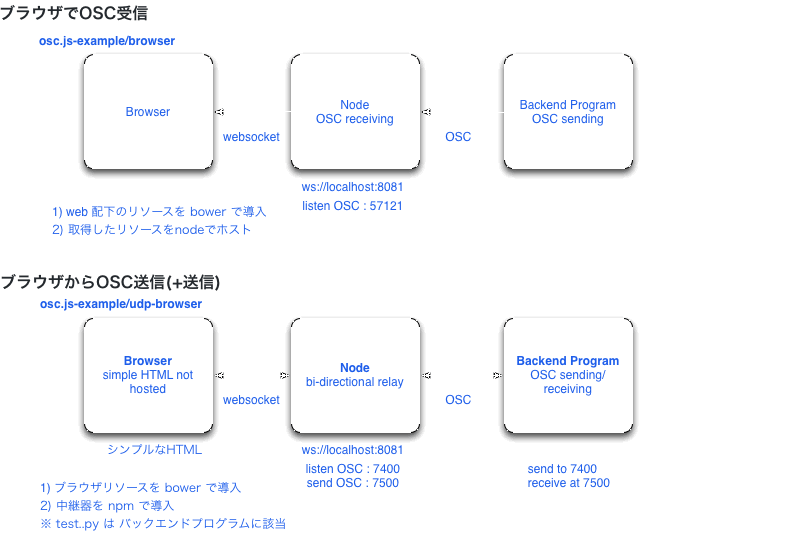 ブラウザでOSC受信
osc.js-example/browser
Browser
websocket
Node
OSC receiving
OSC
Backend Program
OSC sending
ws://localhost:8081
listen OSC : 57121
1) web 配下のリソースを bower で導入
2) 取得したリソースをnodeでホスト
ブラウザからOSC送信(+送信)
osc.js-example/udp-browser
Browser
simple HTML not
hosted
websocket
Node
bi-directional relay
OSC
Backend Program
OSC sending/
receiving
シンプルなHTML
ws://localhost:8081
listen OSC : 7400
send OSC : 7500
send to 7400
receive at 7500
1) ブラウザリソースを bower で導入
2) 中継器を npm で導入
※ test..py は バックエンドプログラムに該当